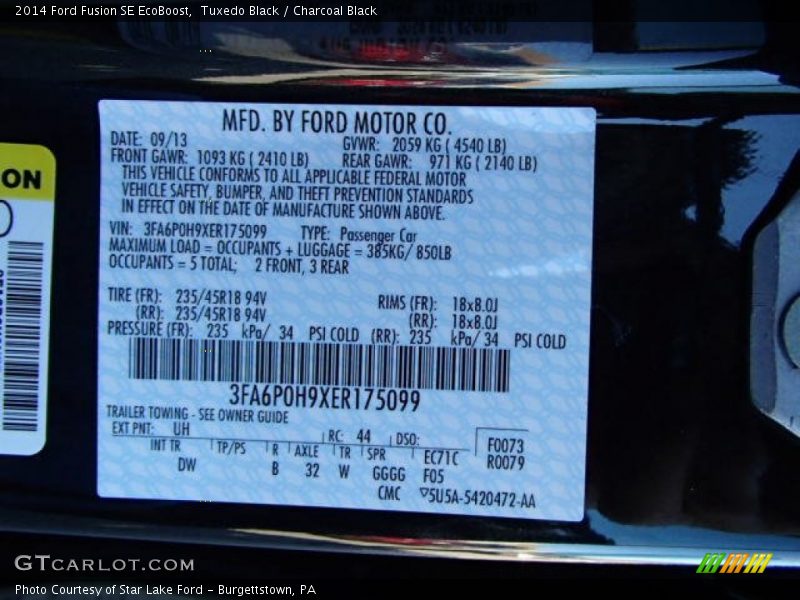 2014 Ford Fusion SE EcoBoost, Tuxedo Black / Charcoal Black
MFD. BY FORD MOTOR CO.
DATE: 09/13 GVWR: 2059 KG ( 4540 LB)
FRONT GAWR: 1093 KG ( 2410 LB) REAR GAWR: 971 KG ( 2140 LB)
THIS VEHICLE CONFORMS TO ALL APPLICABLE FEDERAL MOTOR
VEHICLE SAFETY, BUMPER, AND THEFT PREVENTION STANDARDS
IN EFFECT ON THE DATE OF MANUFACTURE SHOWN ABOVE.
VIN: 3FA6P0H9XER175099 TYPE: Passenger Car
MAXIMUM LOAD = OCCUPANTS + LUGGAGE = 385KG/ 850LB
OCCUPANTS = 5 TOTAL; 2 FRONT, 3 REAR
TIRE (FR): 235/45R18 94V RIMS (FR): 18x8.0J
(RR): 235/45R18 94V (RR): 18x8.0J
PRESSURE (FR): 235 kPa/ 34 PSI COLD (RR): 235 kPa/ 34 PSI COLD
3FA6P0H9XER175099
TRAILER TOWING - SEE OWNER GUIDE
EXT PNT: UH RC: 44 DSO: F0073
INT TR TP/PS R AXLE TR SPR EC71C R0079
DW B 32 W GGGG F05
CMC ▽5U5A-5420472-AA
ON
GTCARLOT.COM
Photo Courtesy of Star Lake Ford - Burgettstown, PA